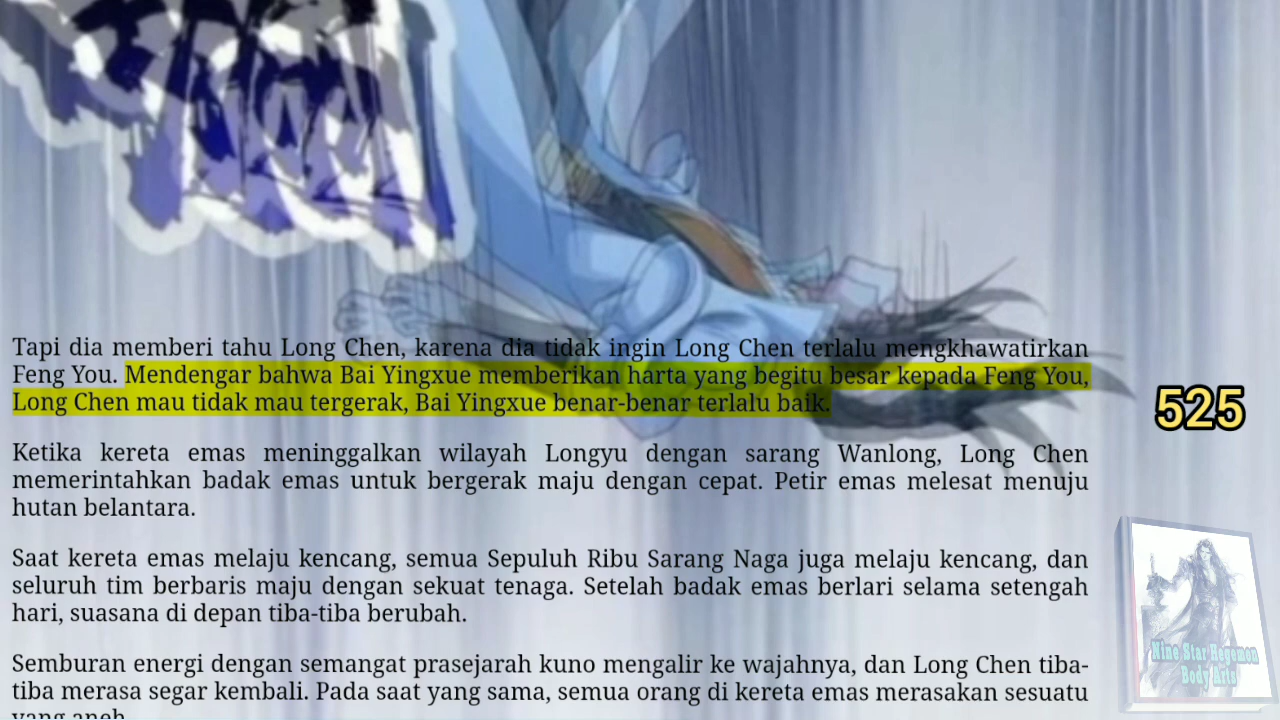 Tapi dia memberi tahu Long Chen, karena dia tidak ingin Long Chen terlalu mengkhawatirkan
Feng You. Mendengar bahwa Bai Yingxue memberikan harta yang begitu besar kepada Feng You,
Long Chen mau tidak mau tergerak, Bai Yingxue benar-benar terlalu baik.
525
Ketika kereta emas meninggalkan wilayah Longyu dengan sarang Wanlong, Long Chen
memerintahkan badak emas untuk bergerak maju dengan cepat. Petir emas melesat menuju
hutan belantara.
Saat kereta emas melaju kencang, semua Sepuluh Ribu Sarang Naga juga melaju kencang, dan
seluruh tim berbaris maju dengan sekuat tenaga. Setelah badak emas berlari selama setengah
hari, suasana di depan tiba-tiba berubah.
Semburan energi dengan semangat prasejarah kuno mengalir ke wajahnya, dan Long Chen tiba-
tiba merasa segar kembali. Pada saat yang sama, semua orang di kereta emas merasakan sesuatu
yang aneh.
Nine Star Hegemon
Body Arts